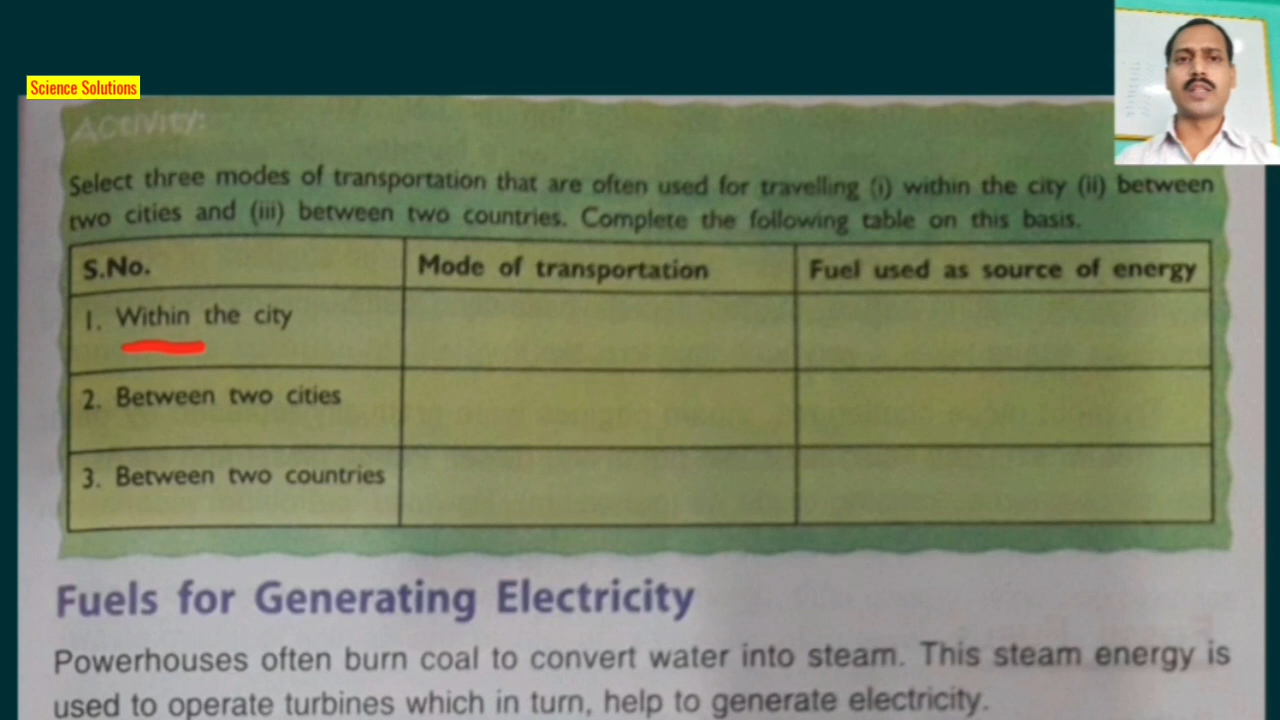 Science Solutions
Activity:
Select three modes of transportation that are often used for travelling (i) within the city (ii) between
two cities and (iii) between two countries. Complete the following table on this basis.
S.No. Mode of transportation Fuel used as source of energy
1. Within the city
2. Between two cities
3. Between two countries
Fuels for Generating Electricity
Powerhouses often burn coal to convert water into steam. This steam energy is
used to operate turbines which in turn, help to generate electricity.